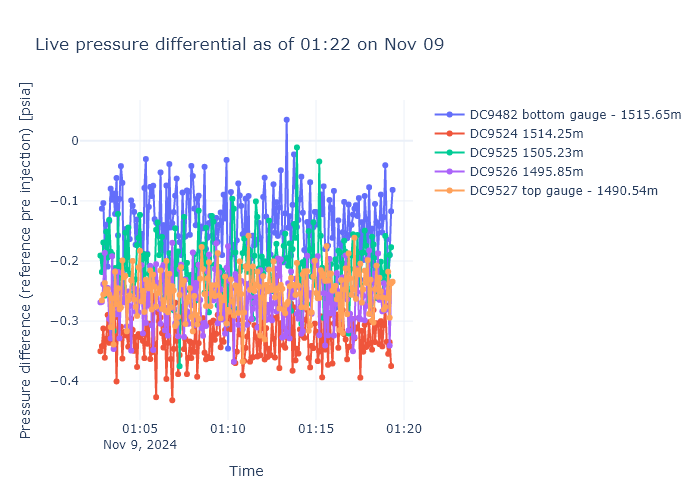 Live pressure differential as of 01:22 on Nov 09
Pressure difference (reference pre injection) [psia]
0
−0.1
−0.2
−0.3
−0.4
01:05
01:10
01:15
01:20
Nov 9, 2024
Time
DC9482 bottom gauge - 1515.65m
DC9524 1514.25m
DC9525 1505.23m
DC9526 1495.85m
DC9527 top gauge - 1490.54m